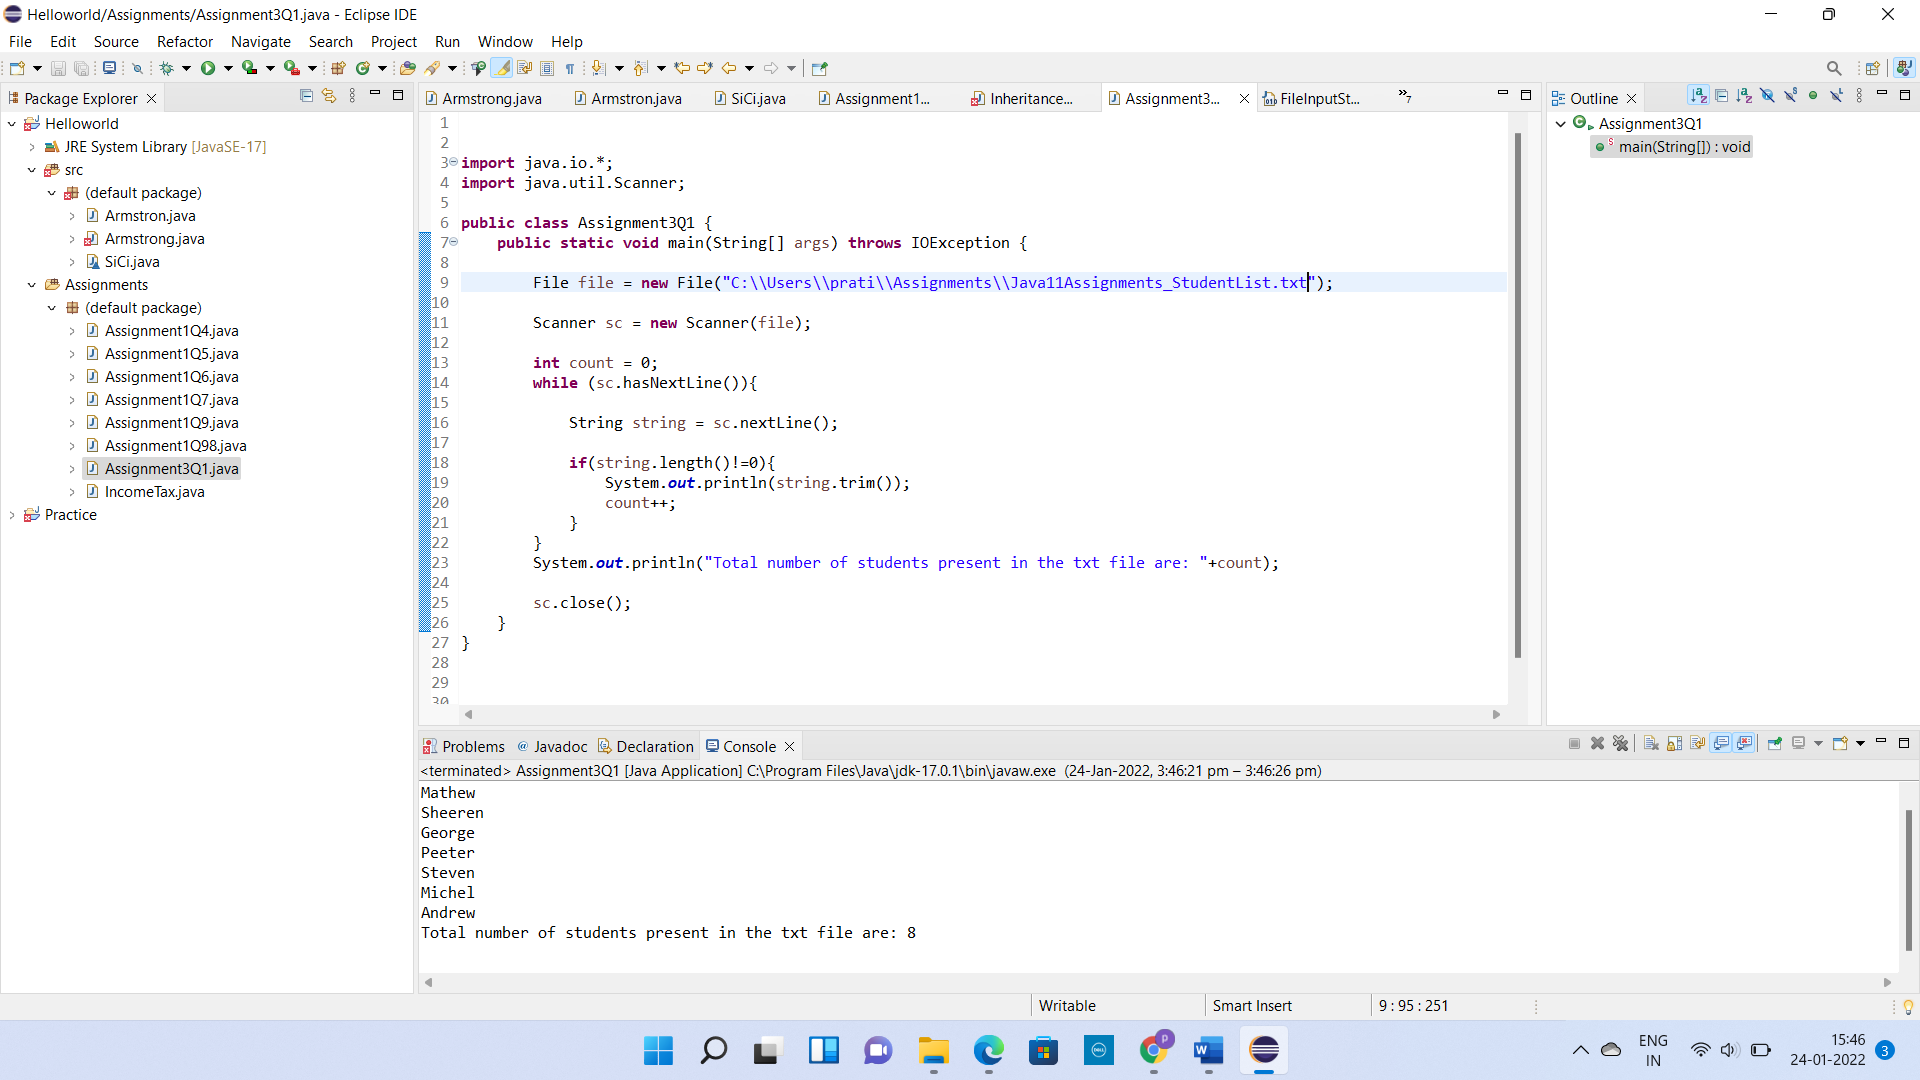 Helloworld/Assignments/Assignment3Q1.java - Eclipse IDE
File Edit Source Refactor Navigate Search Project Run Window Help
Package Explorer
Helloworld
JRE System Library [JavaSE-17]
src
(default package)
Armstron.java
Armstrong.java
SiCi.java
Assignments
(default package)
Assignment1Q4.java
Assignment1Q5.java
Assignment1Q6.java
Assignment1Q7.java
Assignment1Q9.java
Assignment1Q98.java
Assignment3Q1.java
IncomeTax.java
Practice
Armstrong.java Armstron.java SiCi.java Assignment1... Inheritance... Assignment3... FileInputSt... »7
1
2
3 import java.io.*;
4 import java.util.Scanner;
5
6 public class Assignment3Q1 {
7 public static void main(String[] args) throws IOException {
8
9 File file = new File("C:\\Users\\prati\\Assignments\\Java11Assignments_StudentList.txt");
10
11 Scanner sc = new Scanner(file);
12
13 int count = 0;
14 while (sc.hasNextLine()){
15
16 String string = sc.nextLine();
17
18 if(string.length()!=0){
19 System.out.println(string.trim());
20 count++;
21 }
22 }
23 System.out.println("Total number of students present in the txt file are: "+count);
24
25 sc.close();
26 }
27 }
28
29
30
Outline
Assignment3Q1
main(String[]) : void
Problems Javadoc Declaration Console
<terminated> Assignment3Q1 [Java Application] C:\Program Files\Java\jdk-17.0.1\bin\javaw.exe (24-Jan-2022, 3:46:21 pm – 3:46:26 pm)
Mathew
Sheeren
George
Peeter
Steven
Michel
Andrew
Total number of students present in the txt file are: 8
Writable Smart Insert 9 : 95 : 251
ENG
IN
15:46
24-01-2022
3